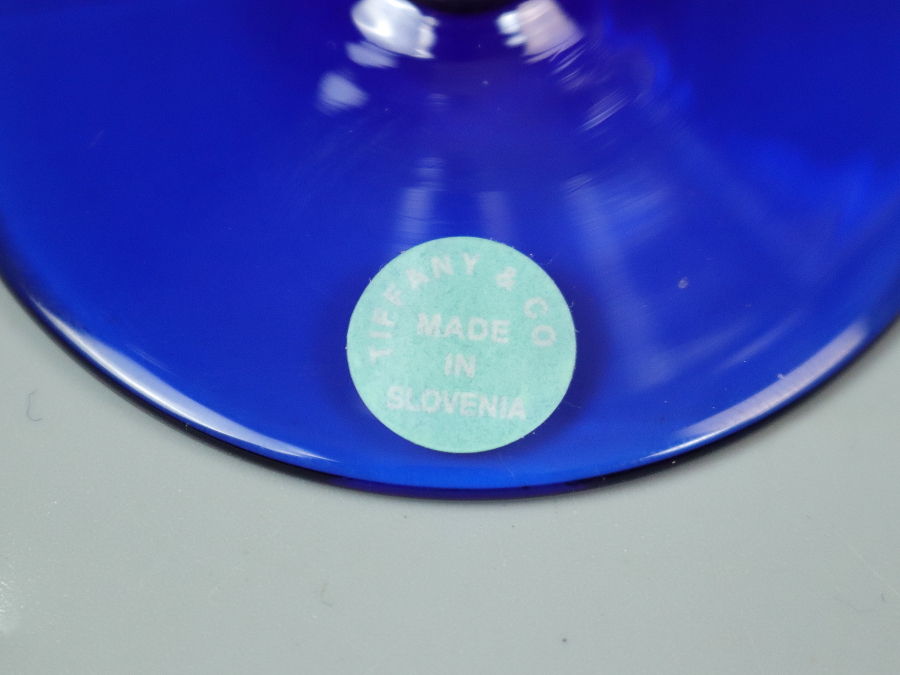 TIFFANY & CO
MADE
IN
SLOVENIA